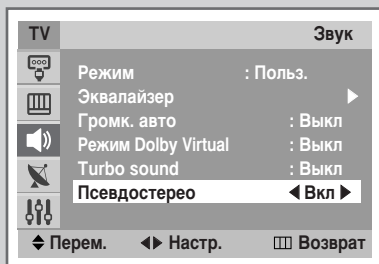 TV Звук
Режим : Польз.
Эквалайзер
Громк. авто : Выкл
Режим Dolby Virtual : Выкл
Turbo sound : Выкл
Псевдостерео Вкл
Перем. Настр. Возврат